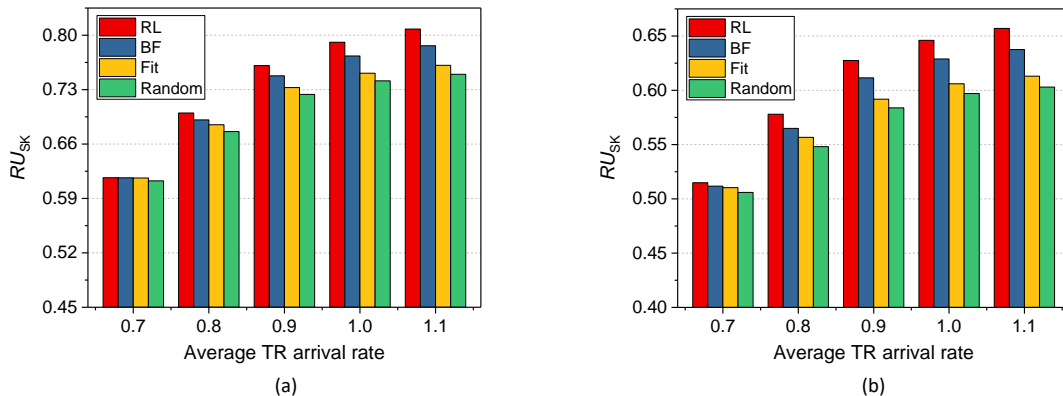 RL
BF
Fit
Random
0.80
0.73
0.66
0.59
0.52
0.45
RU_SK
0.7 0.8 0.9 1.0 1.1
Average TR arrival rate
(a)
RL
BF
Fit
Random
0.65
0.60
0.55
0.50
0.45
0.40
RU_SK
0.7 0.8 0.9 1.0 1.1
Average TR arrival rate
(b)